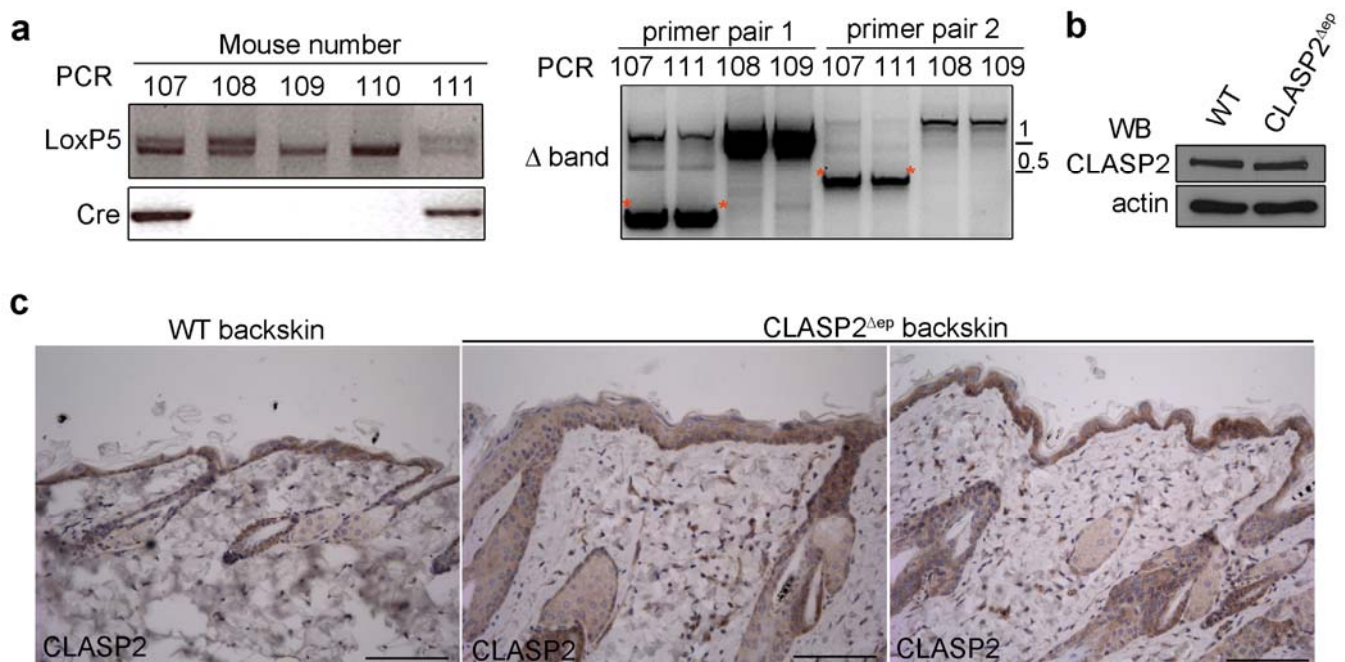 a
Mouse number
PCR 107 108 109 110 111
LoxP5
Cre
primer pair 1 primer pair 2
PCR 107 111 108 109 107 111 108 109
Δ band
* * * *
1
0.5
b
WT CLASP2Δep
WB
CLASP2
actin
c
WT backskin
CLASP2Δep backskin
CLASP2
CLASP2
CLASP2